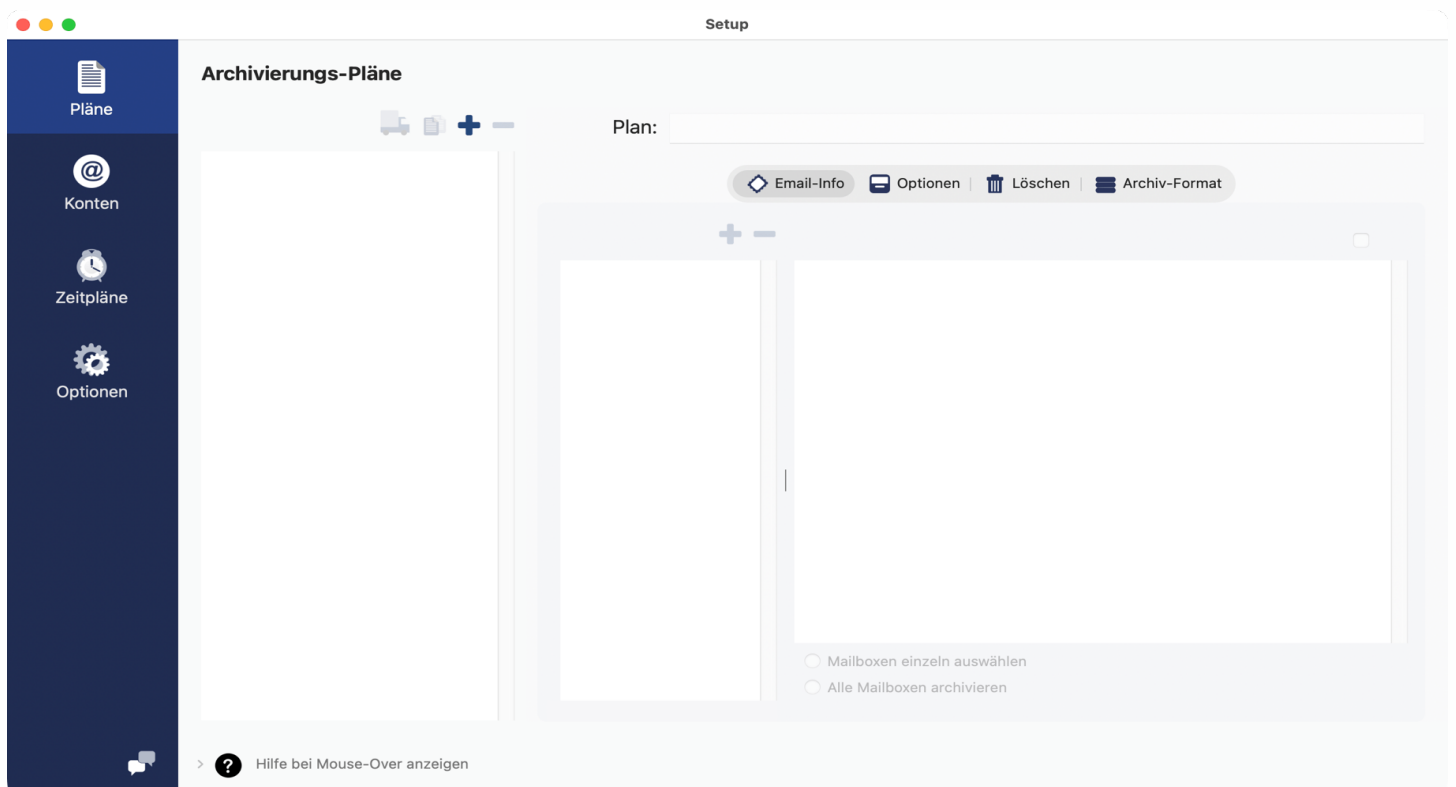 Setup
Pläne
Konten
Zeitpläne
Optionen
Archivierungs-Pläne
Plan:
Email-Info Optionen Löschen Archiv-Format
Mailboxen einzeln auswählen
Alle Mailboxen archivieren
? Hilfe bei Mouse-Over anzeigen